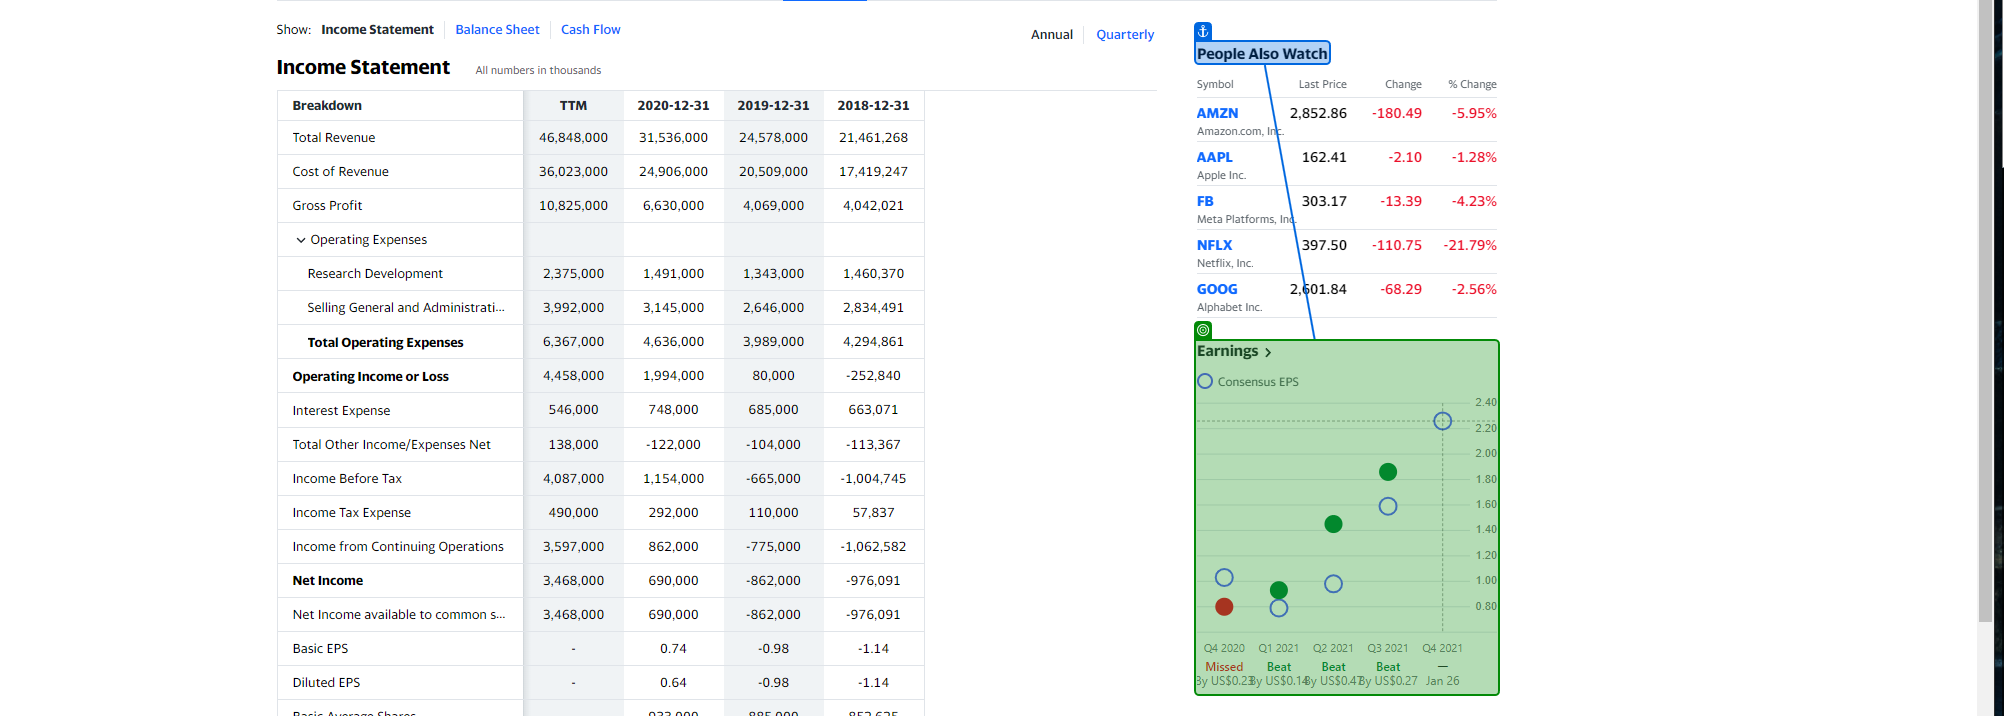 Show: Income Statement Balance Sheet Cash Flow
Annual Quarterly
Income Statement All numbers in thousands
Breakdown TTM 2020-12-31 2019-12-31 2018-12-31
Total Revenue 46,848,000 31,536,000 24,578,000 21,461,268
Cost of Revenue 36,023,000 24,906,000 20,509,000 17,419,247
Gross Profit 10,825,000 6,630,000 4,069,000 4,042,021
Operating Expenses
Research Development 2,375,000 1,491,000 1,343,000 1,460,370
Selling General and Administrati... 3,992,000 3,145,000 2,646,000 2,834,491
Total Operating Expenses 6,367,000 4,636,000 3,989,000 4,294,861
Operating Income or Loss 4,458,000 1,994,000 80,000 -252,840
Interest Expense 546,000 748,000 685,000 663,071
Total Other Income/Expenses Net 138,000 -122,000 -104,000 -113,367
Income Before Tax 4,087,000 1,154,000 -665,000 -1,004,745
Income Tax Expense 490,000 292,000 110,000 57,837
Income from Continuing Operations 3,597,000 862,000 -775,000 -1,062,582
Net Income 3,468,000 690,000 -862,000 -976,091
Net Income available to common s... 3,468,000 690,000 -862,000 -976,091
Basic EPS - 0.74 -0.98 -1.14
Diluted EPS - 0.64 -0.98 -1.14
Basic Average Shares 933,000 885,000 852,625
People Also Watch
Symbol Last Price Change % Change
AMZN 2,852.86 -180.49 -5.95%
Amazon.com, Inc.
AAPL 162.41 -2.10 -1.28%
Apple Inc.
FB 303.17 -13.39 -4.23%
Meta Platforms, Inc.
NFLX 397.50 -110.75 -21.79%
Netflix, Inc.
GOOG 2,601.84 -68.29 -2.56%
Alphabet Inc.
Earnings
Consensus EPS
2.40
2.20
2.00
1.80
1.60
1.40
1.20
1.00
0.80
Q4 2020 Q1 2021 Q2 2021 Q3 2021 Q4 2021
Missed Beat Beat Beat —
By US$0.23 By US$0.14 By US$0.47 By US$0.27 Jan 26